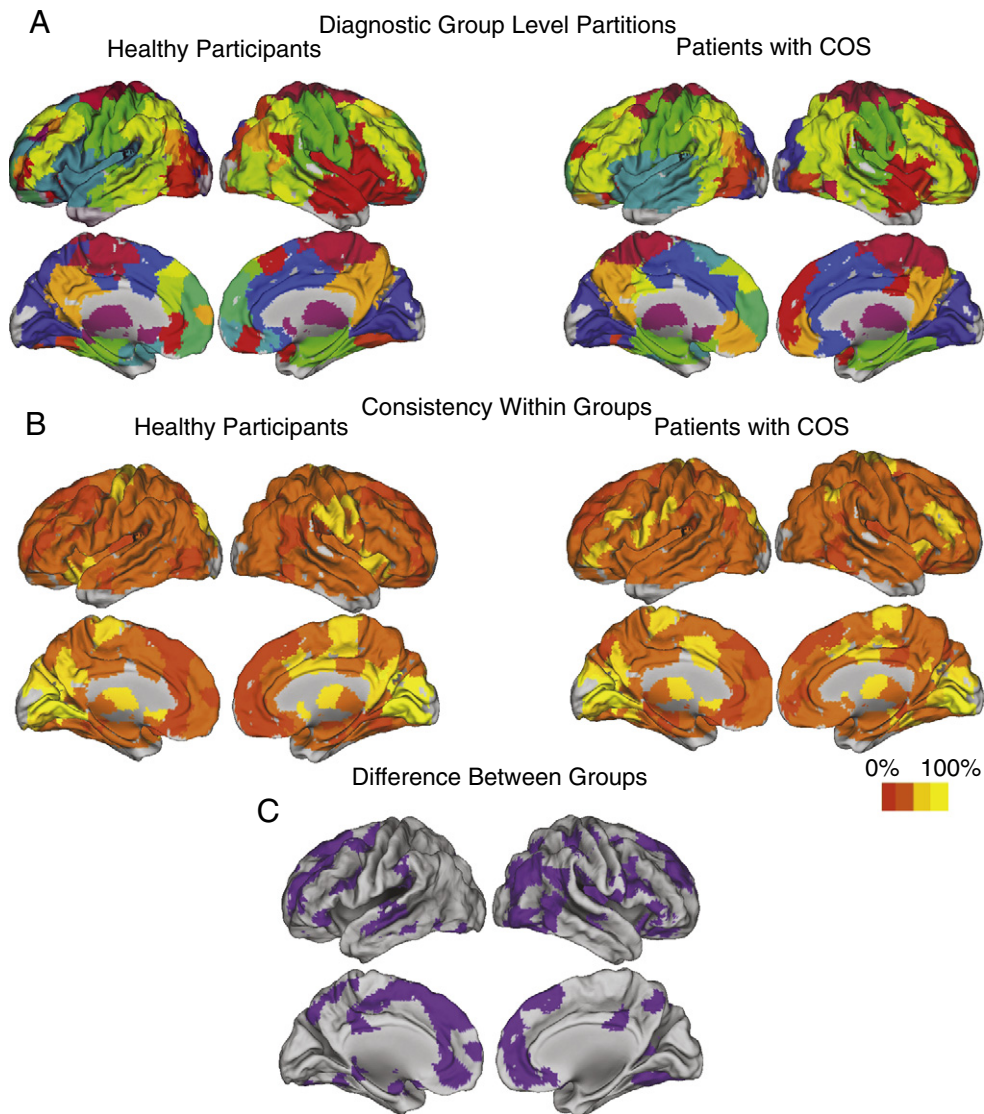 A
Diagnostic Group Level Partitions
Healthy Participants
Patients with COS
B
Consistency Within Groups
Healthy Participants
Patients with COS
0% 100%
Difference Between Groups
C